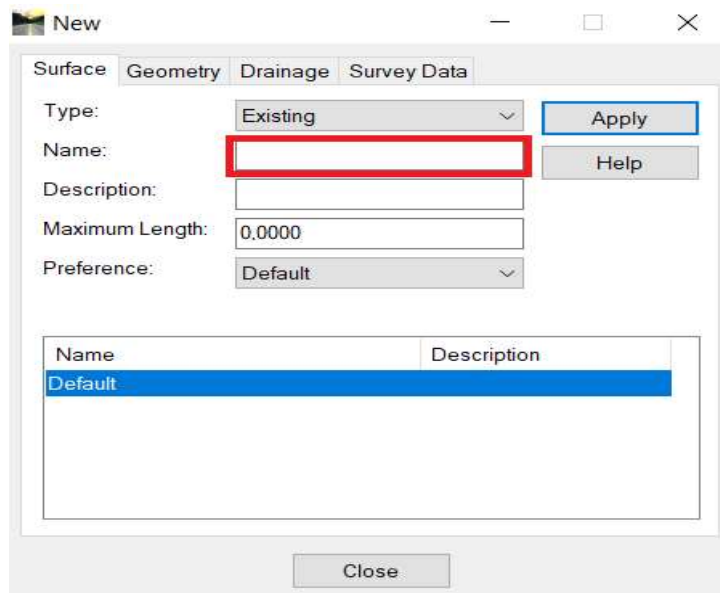 New
Surface Geometry Drainage Survey Data
Type: Existing Apply
Name: Help
Description:
Maximum Length: 0,0000
Preference: Default
Name Description
Default
Close